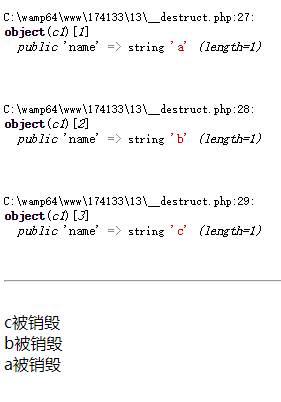 C:\wamp64\www\174133\13\__destruct.php:27:
object(c1)[1]
public 'name' => string 'a' (length=1)
C:\wamp64\www\174133\13\__destruct.php:28:
object(c1)[2]
public 'name' => string 'b' (length=1)
C:\wamp64\www\174133\13\__destruct.php:29:
object(c1)[3]
public 'name' => string 'c' (length=1)
c被销毁
b被销毁
a被销毁